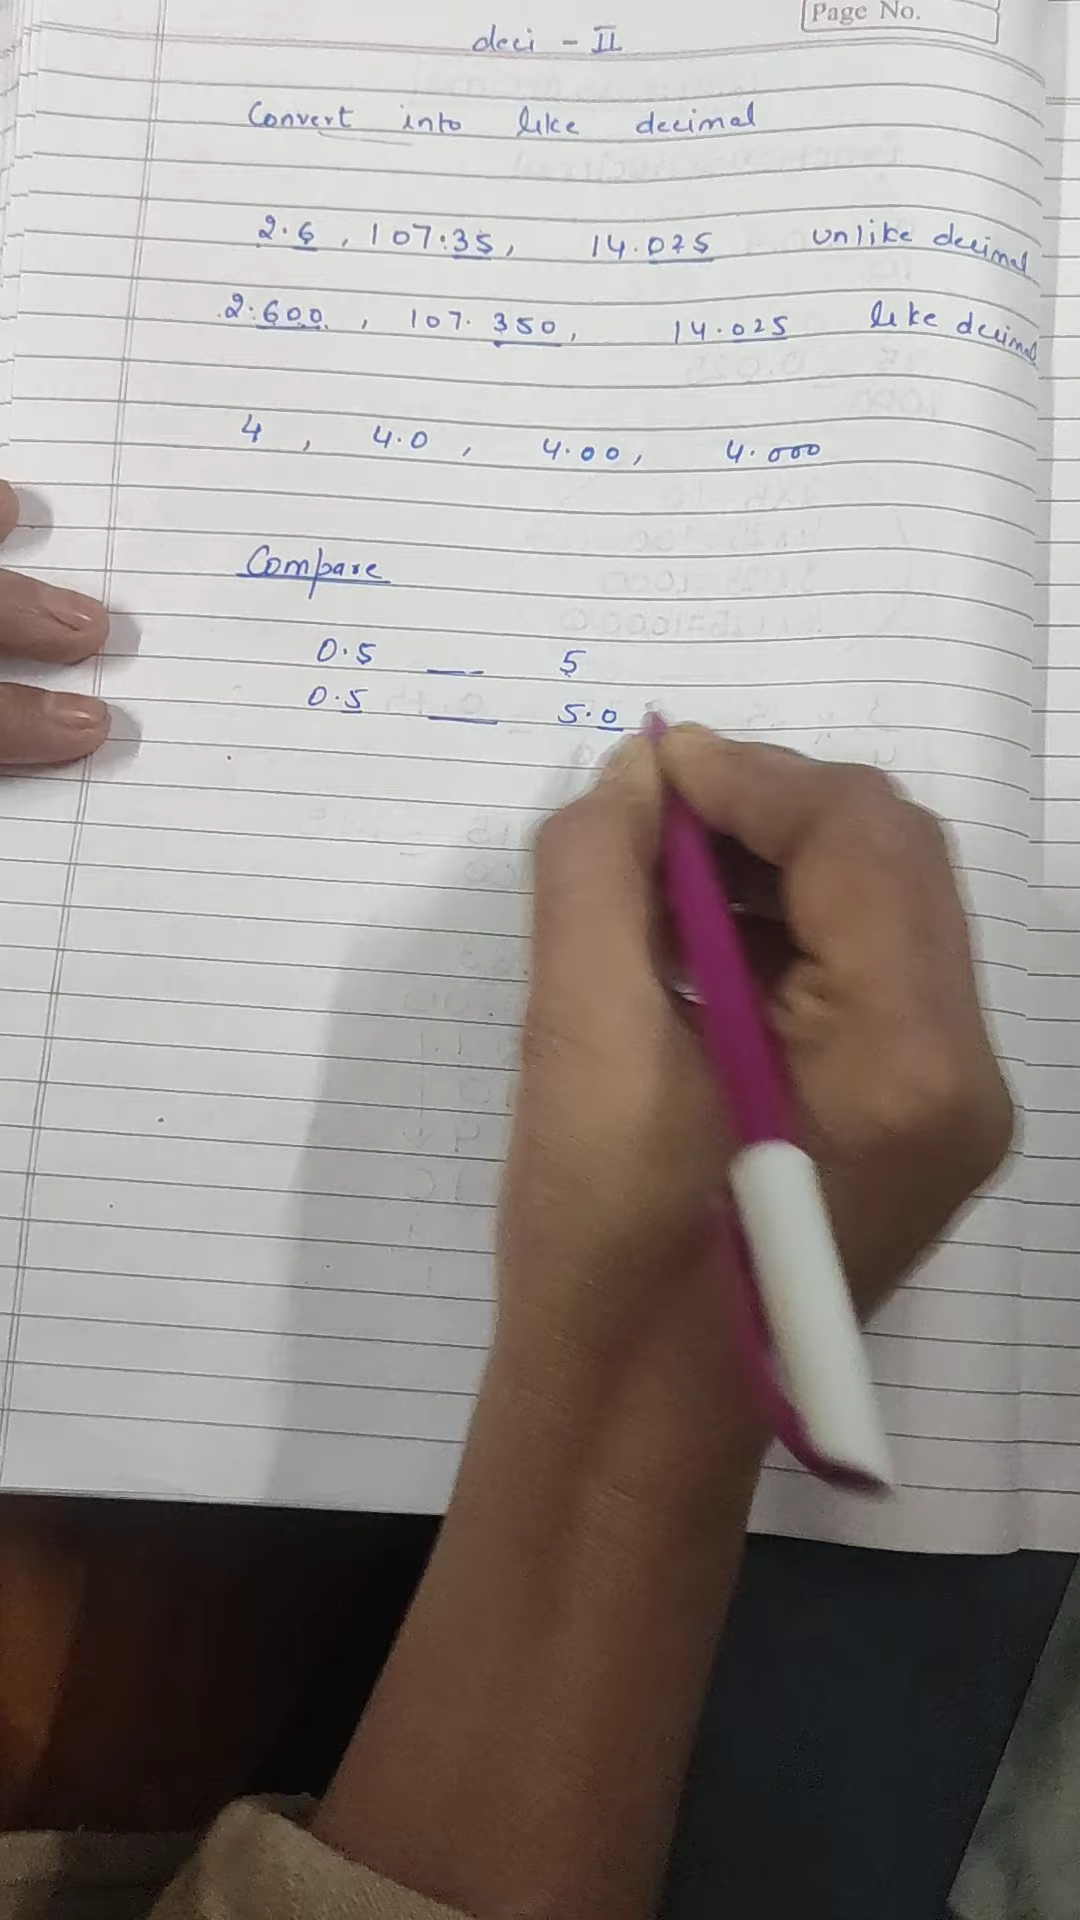 Page No.
deci - II
Convert into like decimal
2.6 , 107.35, 14.025 unlike decimal
2.600 , 107.350, 14.025 like decimal
4 , 4.0 , 4.00, 4.000
Compare
0.5 __ 5
0.5 __ 5.0